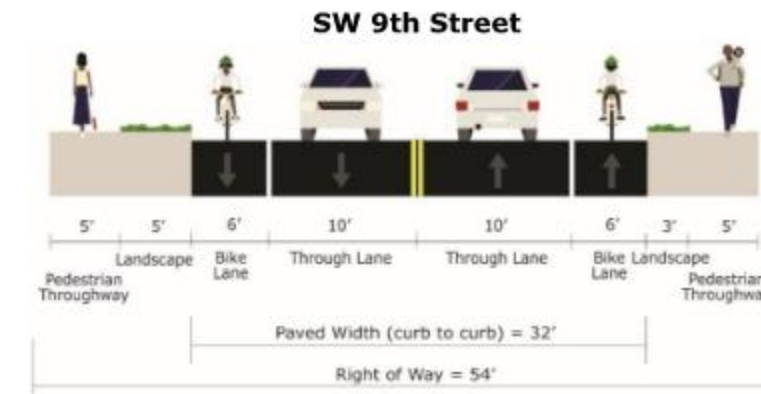 SW 9th Street
5' 5' 6' 10' 10' 6' 3' 5'
Landscape Bike Lane Through Lane Through Lane Bike Lane Landscape
Pedestrian Throughway Pedestrian Throughwa
Paved Width (curb to curb) = 32'
Right of Way = 54'